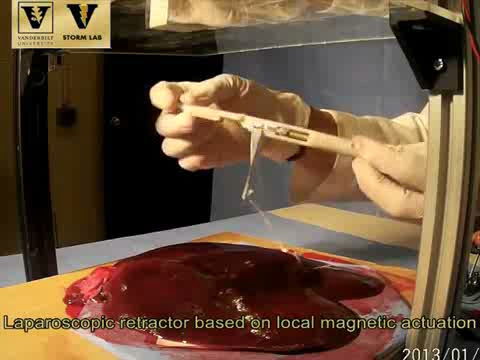 VANDERBILT
UNIVERSITY
STORM LAB
Laparoscopic retractor based on local magnetic actuation
2013/01/